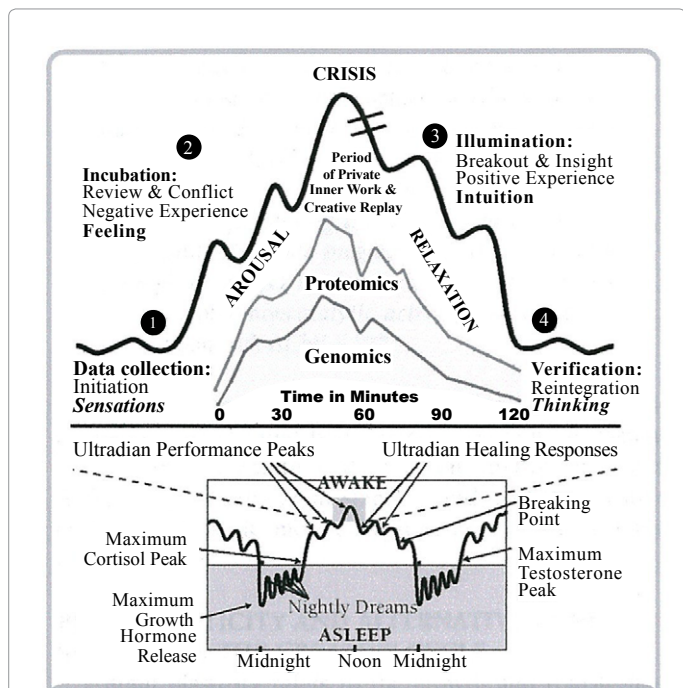 CRISIS
2
3
Illumination:
Breakout & Insight
Positive Experience
Intuition
Incubation:
Review & Conflict
Negative Experience
Feeling
Period
of Private
Inner Work &
Creative Replay
AROUSAL
RELAXATION
Proteomics
Genomics
1
4
Data collection:
Initiation
Sensations
Verification:
Reintegration
Thinking
Time in Minutes
0 30 60 90 120
Ultradian Performance Peaks
Ultradian Healing Responses
AWAKE
Breaking
Point
Maximum
Cortisol Peak
Maximum
Testosterone
Peak
Maximum
Growth
Hormone
Release
Nightly Dreams
ASLEEP
Midnight Noon Midnight